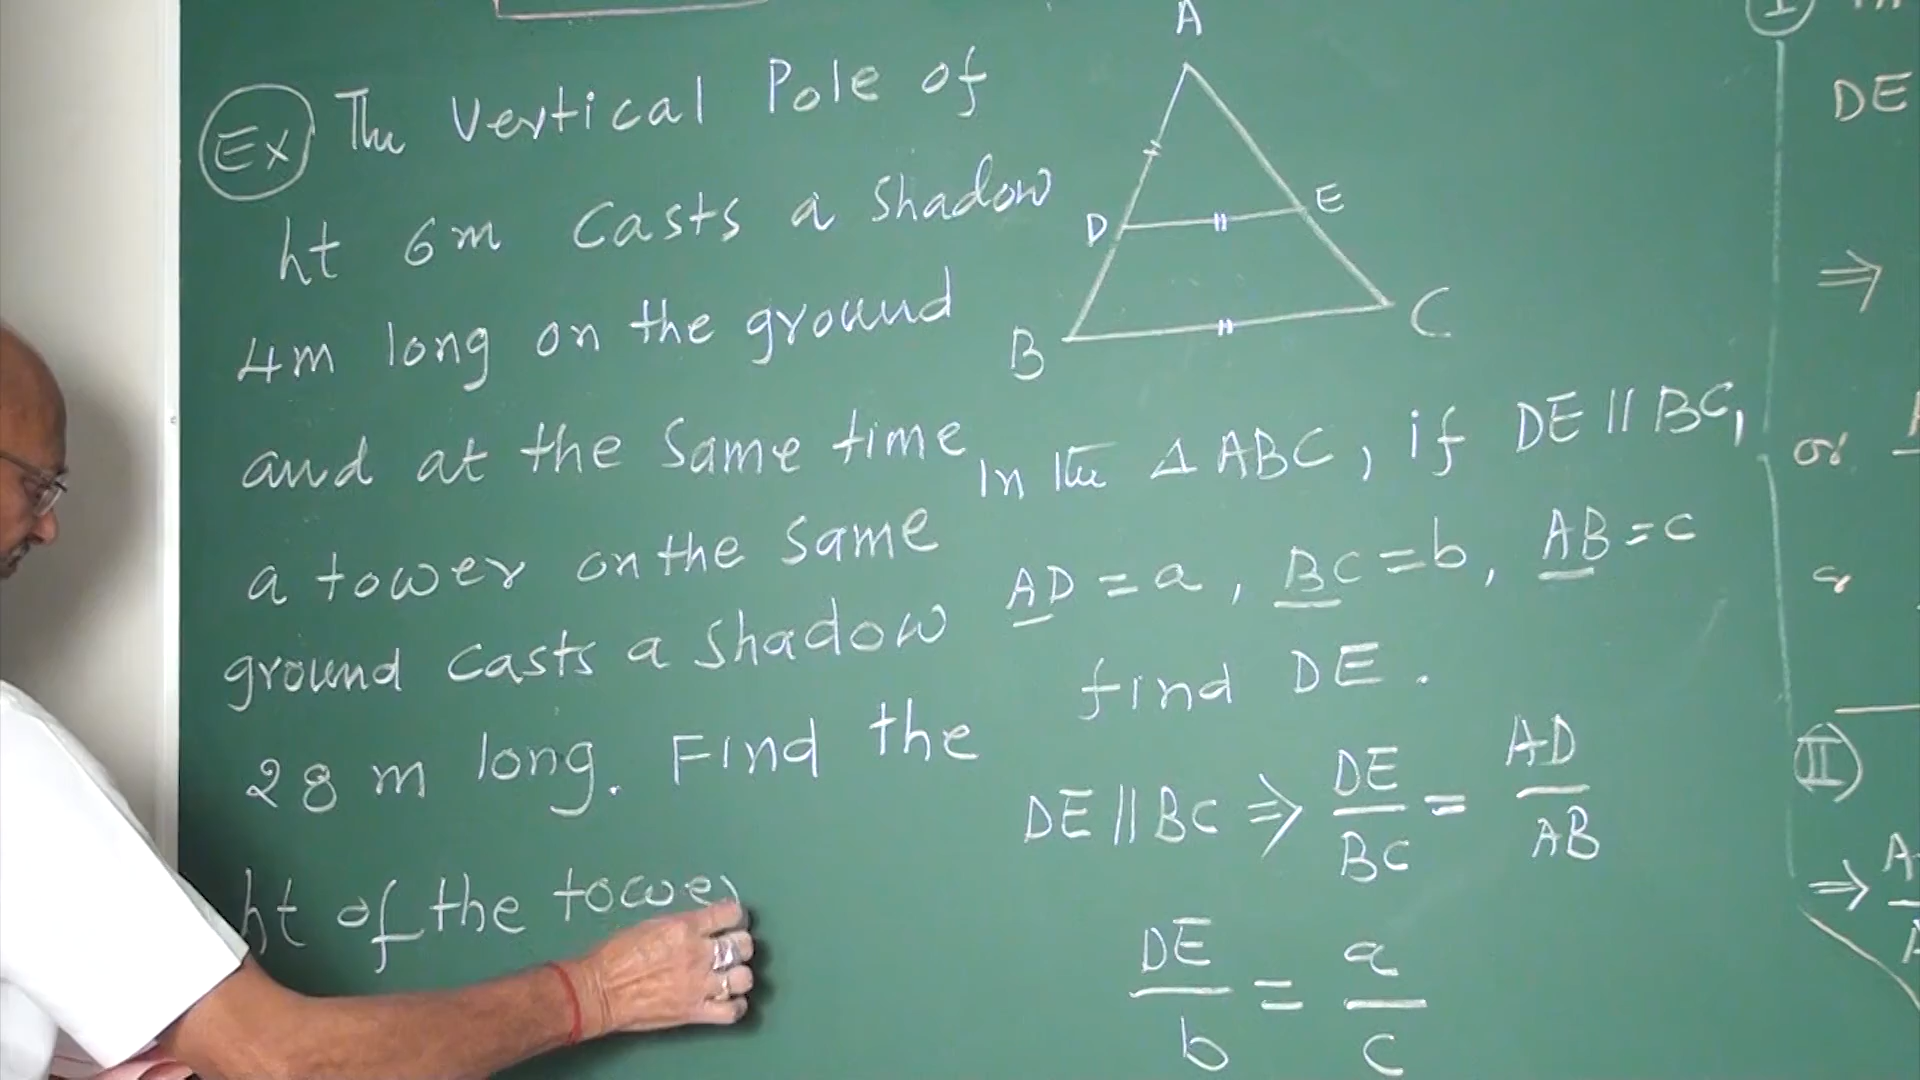 Ex The Vertical Pole of
ht 6m casts a shadow
4m long on the ground
and at the same time
a tower on the same
ground casts a shadow
28 m long. Find the
ht of the tower
A
D E
B C
In the △ ABC, if DE || BC,
AD = a, BC = b, AB = c
find DE.
DE || BC ⇒ DE/BC = AD/AB
DE/b = a/c
I
DE
⇒
or
II
⇒